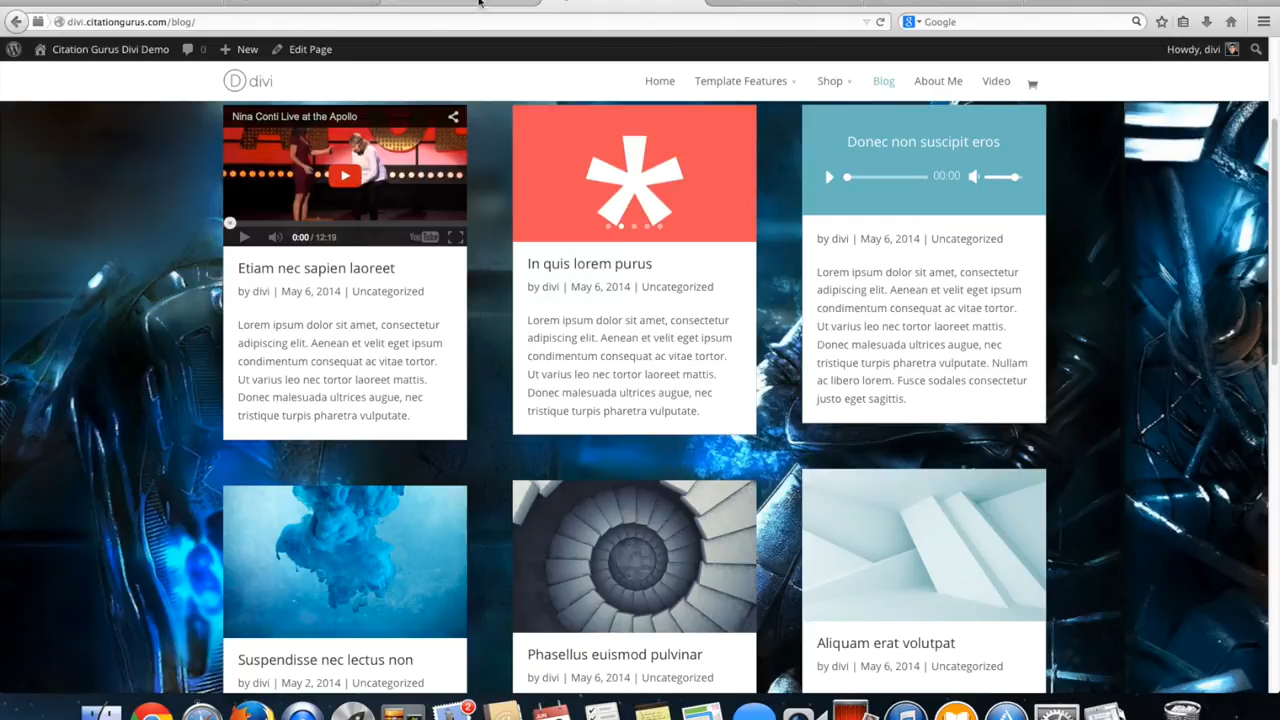 divi.citationgurus.com/blog/
Google
Citation Gurus Divi Demo 0 New Edit Page Howdy, divi
D divi
Home Template Features Shop Blog About Me Video
Nina Conti Live at the Apollo
0:00 / 12:19 YouTube
Etiam nec sapien laoreet
by divi | May 6, 2014 | Uncategorized
Lorem ipsum dolor sit amet, consectetur
adipiscing elit. Aenean et velit vel diam
condimentum consequat ac vitae tortor.
Ut varius leo nec tortor laoreet mattis.
Donec malesuada ultrices augue, nec
tristique turpis pharetra vulputate.
In quis lorem purus
by divi | May 6, 2014 | Uncategorized
Lorem ipsum dolor sit amet, consectetur
adipiscing elit. Aenean et velit vel diam
condimentum consequat ac vitae tortor.
Ut varius leo nec tortor laoreet mattis.
Donec malesuada ultrices augue, nec
tristique turpis pharetra vulputate.
Donec non suscipit eros
00:00
by divi | May 6, 2014 | Uncategorized
Lorem ipsum dolor sit amet, consectetur
adipiscing elit. Aenean et velit vel diam
condimentum consequat ac vitae tortor.
Ut varius leo nec tortor laoreet mattis.
Donec malesuada ultrices augue, nec
tristique turpis pharetra vulputate. Nullam
ac libero lorem. Fusce sodales consectetur
justo eget sagittis.
Suspendisse nec lectus non
by divi | May 2, 2014 | Uncategorized
Phasellus euismod pulvinar
by divi | May 6, 2014 | Uncategorized
Aliquam erat volutpat
by divi | May 6, 2014 | Uncategorized
2